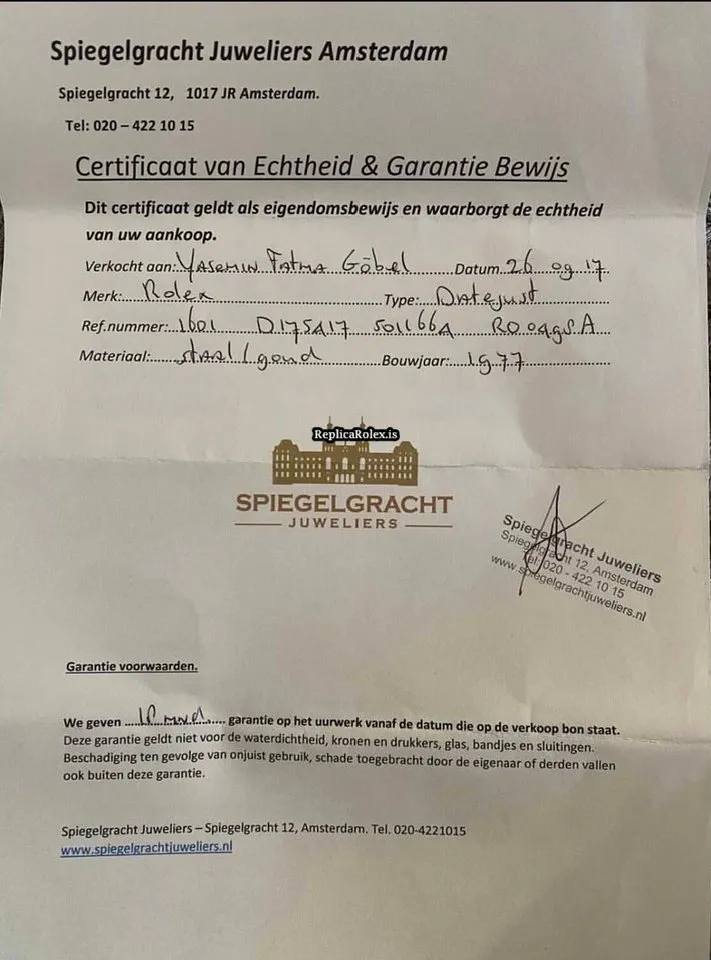 Spiegelgracht Juweliers Amsterdam
Spiegelgracht 12, 1017 JR Amsterdam.
Tel: 020 – 422 10 15
Certificaat van Echtheid & Garantie Bewijs
Dit certificaat geldt als eigendomsbewijs en waarborgt de echtheid
van uw aankoop.
Verkocht aan: Yasemin Fatma Göbel Datum 26 09 17
Merk: Rolex Type: Datejust
Ref.nummer: 1601 D175A17 501166A
Materiaal: staal/goud Bouwjaar: 1977
ReplicaRolex.is
SPIEGELGRACHT
JUWELIERS
Spiegelgracht Juweliers
Spiegelgracht 12, Amsterdam
Tel: 020 - 422 10 15
www.spiegelgrachtjuweliers.nl
Garantie voorwaarden.
We geven garantie op het uurwerk vanaf de datum die op de verkoop bon staat.
Deze garantie geldt niet voor de waterdichtheid, kronen en drukkers, glas, bandjes en sluitingen.
Beschadiging ten gevolge van onjuist gebruik, schade toegebracht door de eigenaar of derden vallen
ook buiten deze garantie.
Spiegelgracht Juweliers – Spiegelgracht 12, Amsterdam. Tel. 020-4221015
www.spiegelgrachtjuweliers.nl